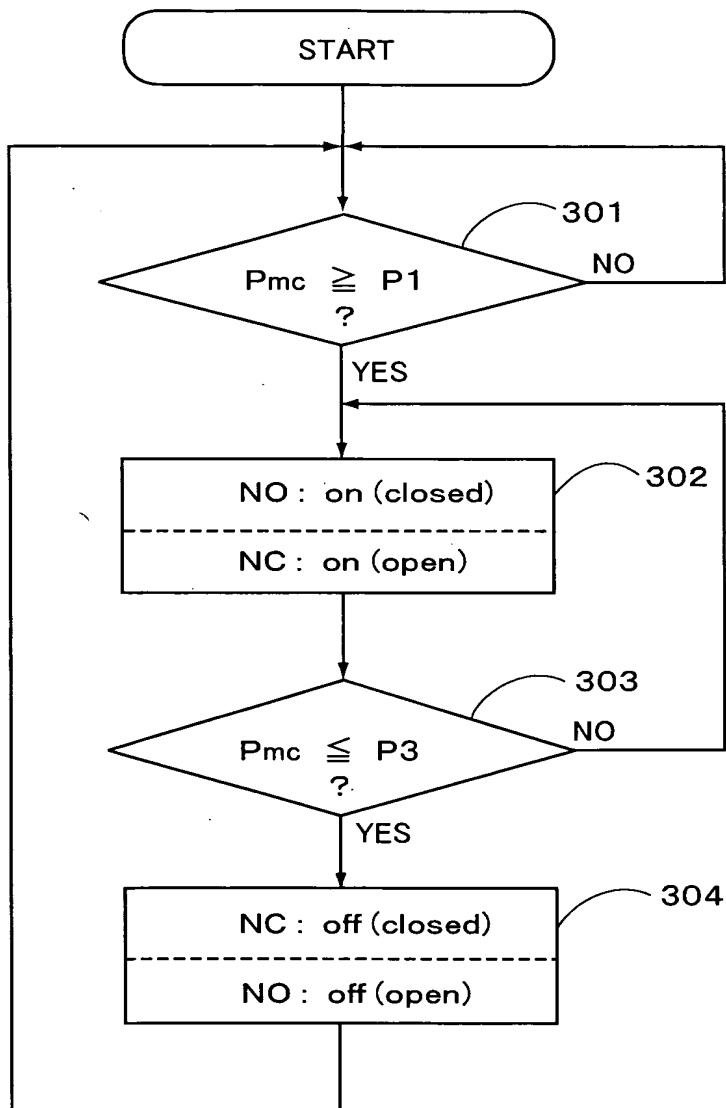 START
301
NO
Pmc ≧ P1
?
YES
302
NO : on (closed)
NC : on (open)
303
NO
Pmc ≦ P3
?
YES
304
NC : off (closed)
NO : off (open)